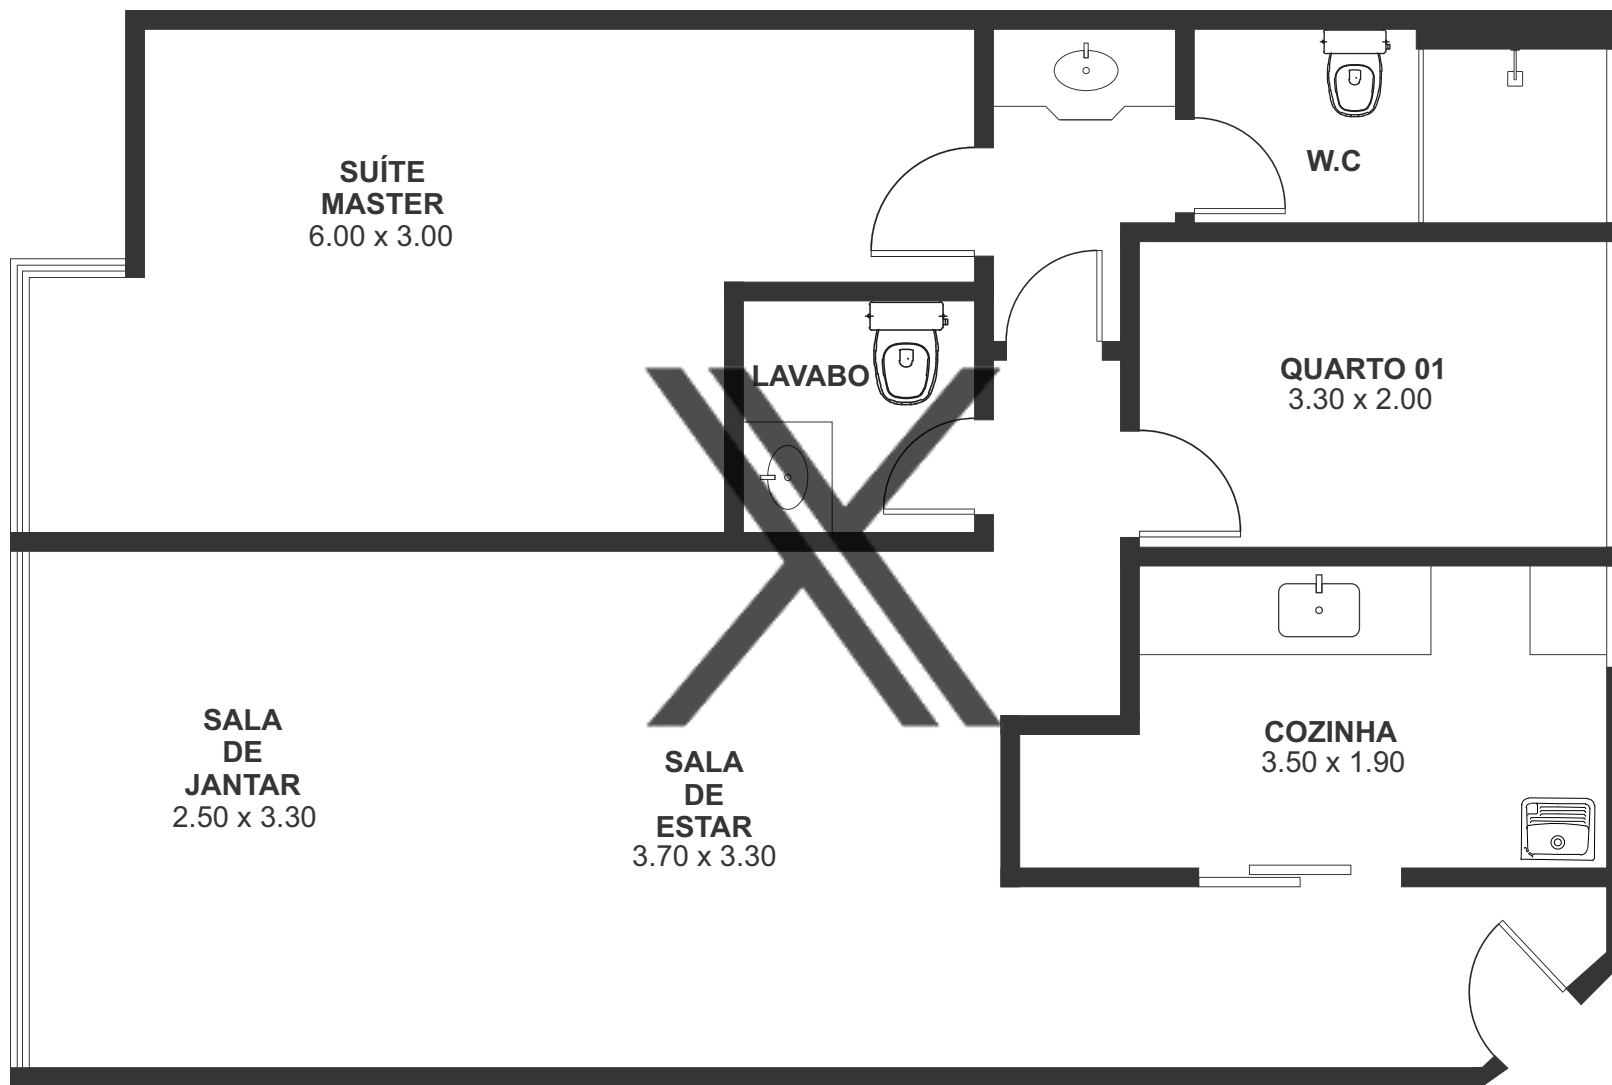 SUÍTE
MASTER
6.00 x 3.00
W.C
LAVABO
QUARTO 01
3.30 x 2.00
SALA
DE
JANTAR
2.50 x 3.30
SALA
DE
ESTAR
3.70 x 3.30
COZINHA
3.50 x 1.90